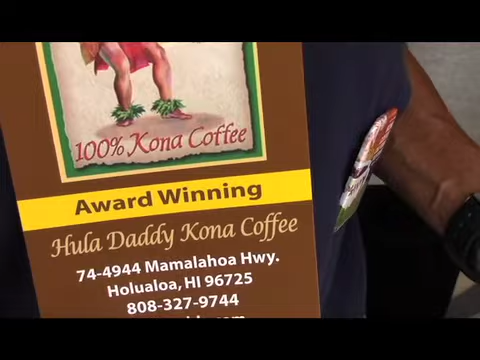 100% Kona Coffee
Award Winning
Hula Daddy Kona Coffee
74-4944 Mamalahoa Hwy.
Holualoa, HI 96725
808-327-9744